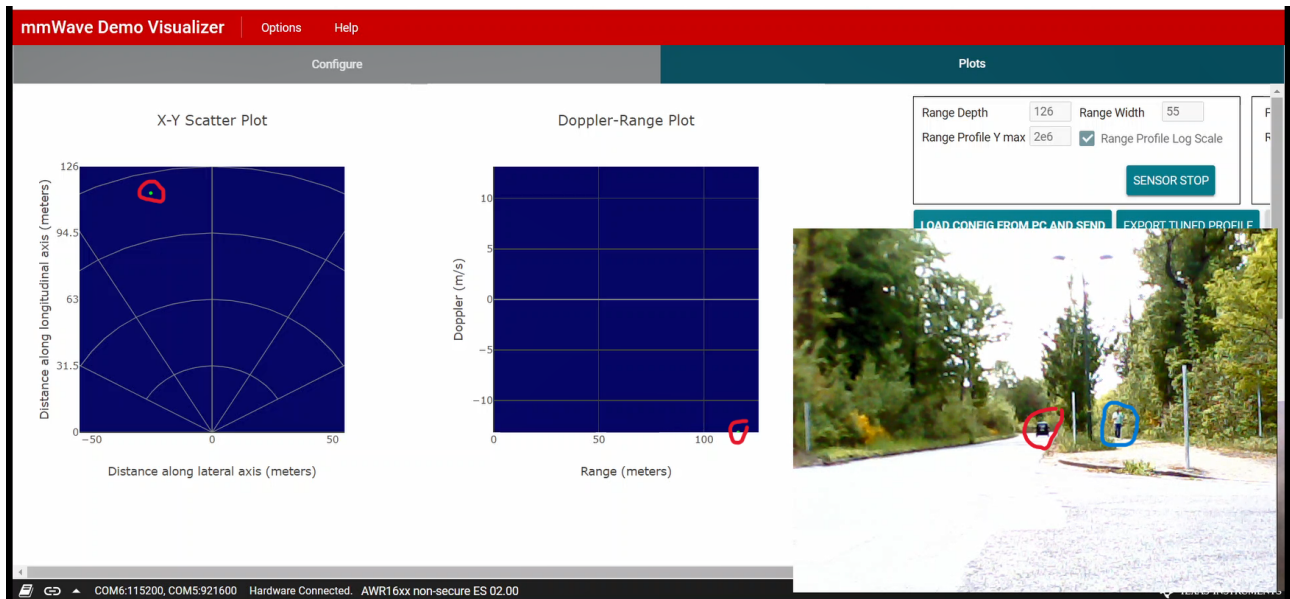 mmWave Demo Visualizer
Options
Help
Configure
Plots
X-Y Scatter Plot
Doppler-Range Plot
Range Depth
126
Range Width
55
Range Profile Y max
2e6
Range Profile Log Scale
SENSOR STOP
LOAD CONFIG FROM PC AND SEND
EXPORT TUNED PROFILE
Distance along longitudinal axis (meters)
126
94.5
63
31.5
0
−50
0
50
Distance along lateral axis (meters)
Doppler (m/s)
10
5
0
−5
−10
0
50
100
Range (meters)
COM6:115200, COM5:921600
Hardware Connected.
AWR16xx non-secure ES 02.00
TEXAS INSTRUMENTS